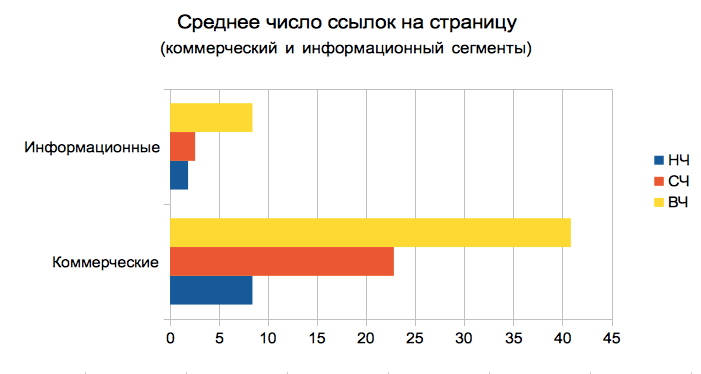 Среднее число ссылок на страницу
(коммерческий и информационный сегменты)
Информационные
Коммерческие
НЧ
СЧ
ВЧ
0 5 10 15 20 25 30 35 40 45